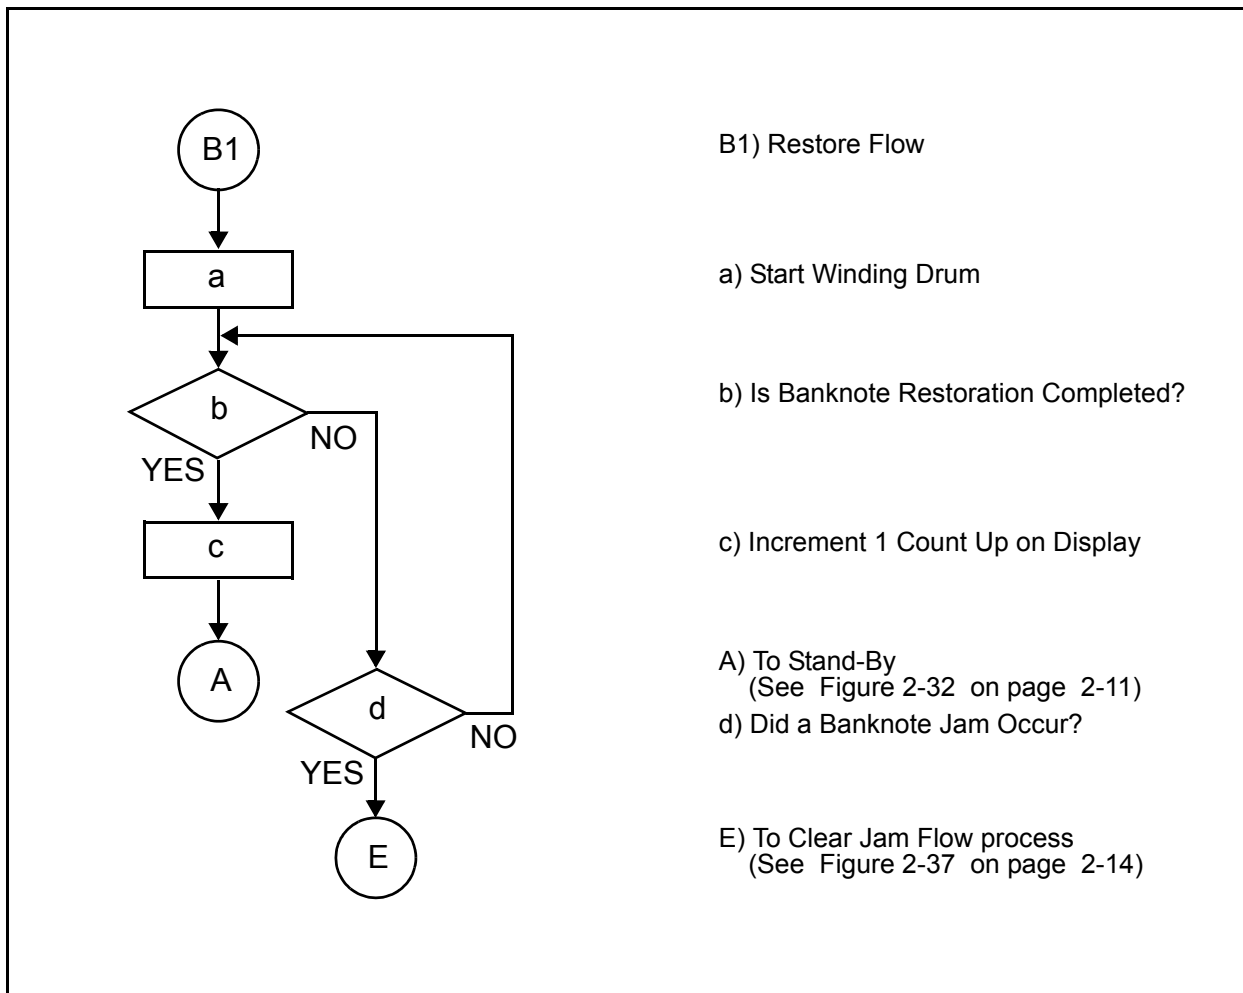 B1
B1) Restore Flow
a
a) Start Winding Drum
b
NO
YES
b) Is Banknote Restoration Completed?
c
c) Increment 1 Count Up on Display
A
A) To Stand-By
(See Figure 2-32 on page 2-11)
d
NO
YES
d) Did a Banknote Jam Occur?
E
E) To Clear Jam Flow process
(See Figure 2-37 on page 2-14)